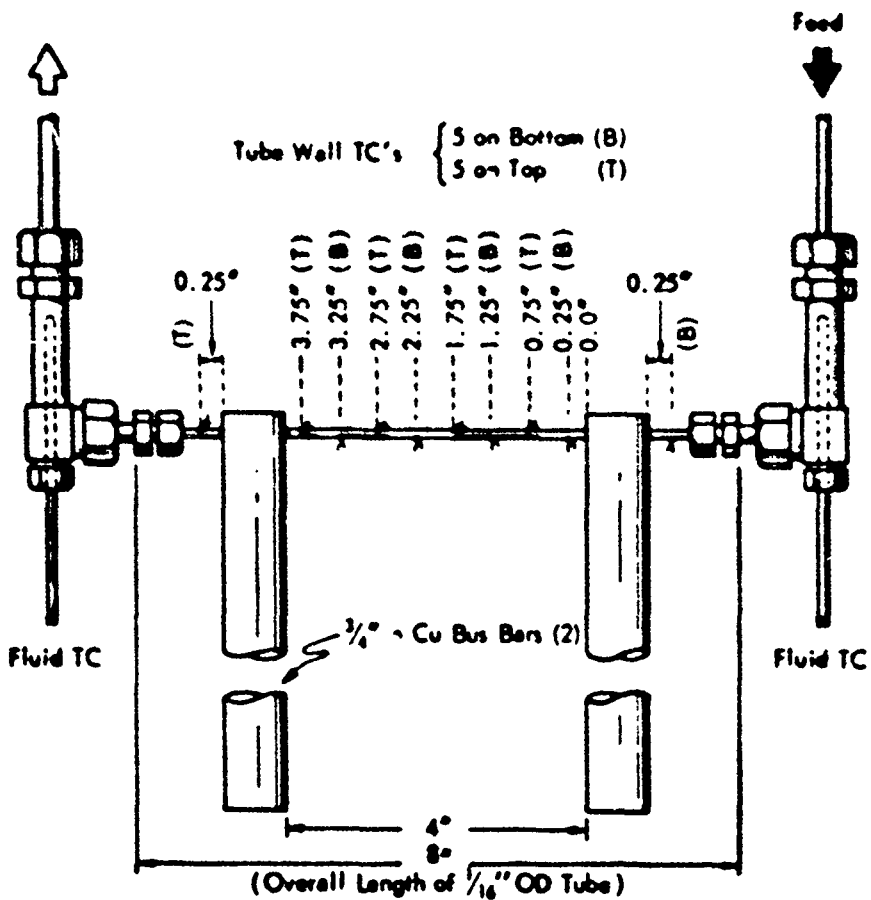 Feed
Tube Wall TC's
5 on Bottom (B)
5 on Top (T)
0.25"
(T)
3.75" (T)
3.25" (B)
2.75" (T)
2.25" (B)
1.75" (T)
1.25" (B)
0.75" (T)
0.25" (B)
0.0"
0.25"
(B)
3/4" Cu Bus Bars (2)
Fluid TC
Fluid TC
4"
8"
(Overall Length of 1/16" OD Tube)